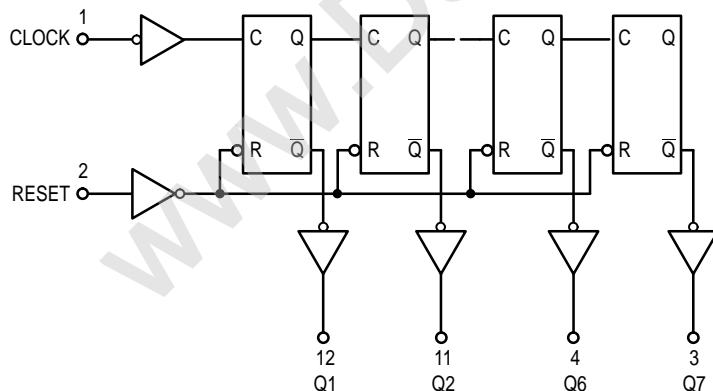 1
CLOCK
C Q C Q C Q C Q
R Q̅ R Q̅ R Q̅ R Q̅
2
RESET
12 11 4 3
Q1 Q2 Q6 Q7